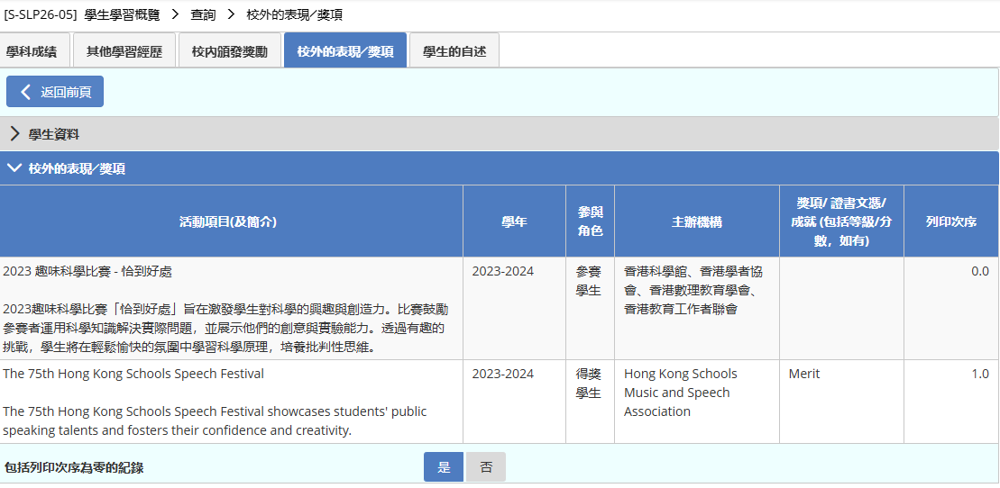 [S-SLP26-05] 學生學習概覽 > 查詢 > 校外的表現／獎項
學科成績 其他學習經歷 校內頒發獎勵 校外的表現／獎項 學生的自述
返回前頁
學生資料
校外的表現／獎項
活動項目(及簡介) 學年 參與角色 主辦機構 獎項/ 證書文憑/ 成就 (包括等級/分數，如有) 列印次序
2023 趣味科學比賽 - 恰到好處 2023-2024 參賽 香港科學館、香港學者協 0.0
學生 會、香港數理教育學會、
2023趣味科學比賽「恰到好處」旨在激發學生對科學的興趣與創造力。比賽鼓勵 香港教育工作者聯會
參賽者運用科學知識解決實際問題，並展示他們的創意與實驗能力。透過有趣的
挑戰，學生將在輕鬆愉快的氛圍中學習科學原理，培養批判性思維。
The 75th Hong Kong Schools Speech Festival 2023-2024 得獎 Hong Kong Schools Merit 1.0
學生 Music and Speech
The 75th Hong Kong Schools Speech Festival showcases students' public Association
speaking talents and fosters their confidence and creativity.
包括列印次序為零的紀錄 是 否